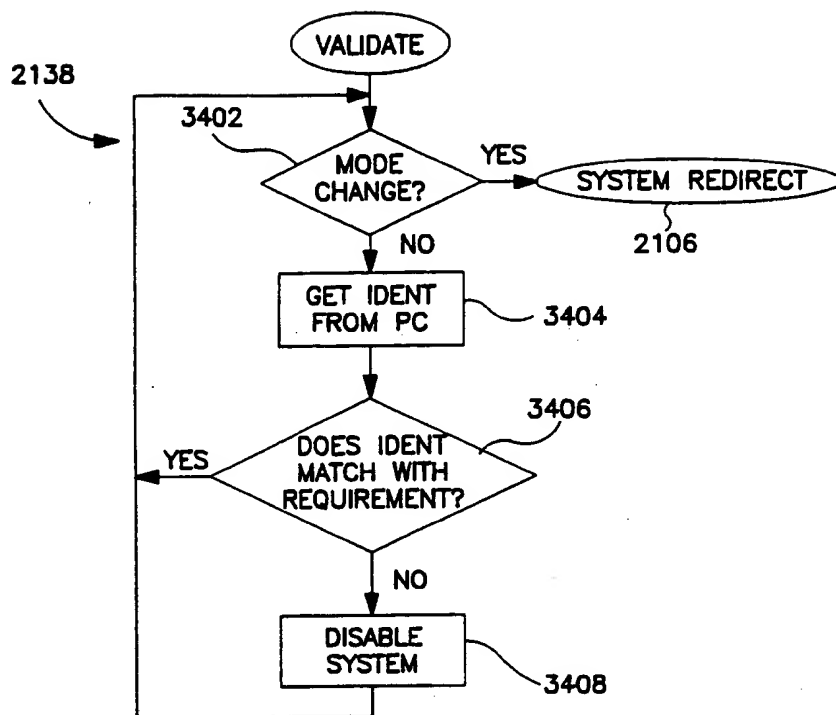 VALIDATE
2138
3402
MODE
CHANGE?
YES
SYSTEM REDIRECT
2106
NO
GET IDENT
FROM PC
3404
3406
DOES IDENT
MATCH WITH
REQUIREMENT?
YES
NO
DISABLE
SYSTEM
3408